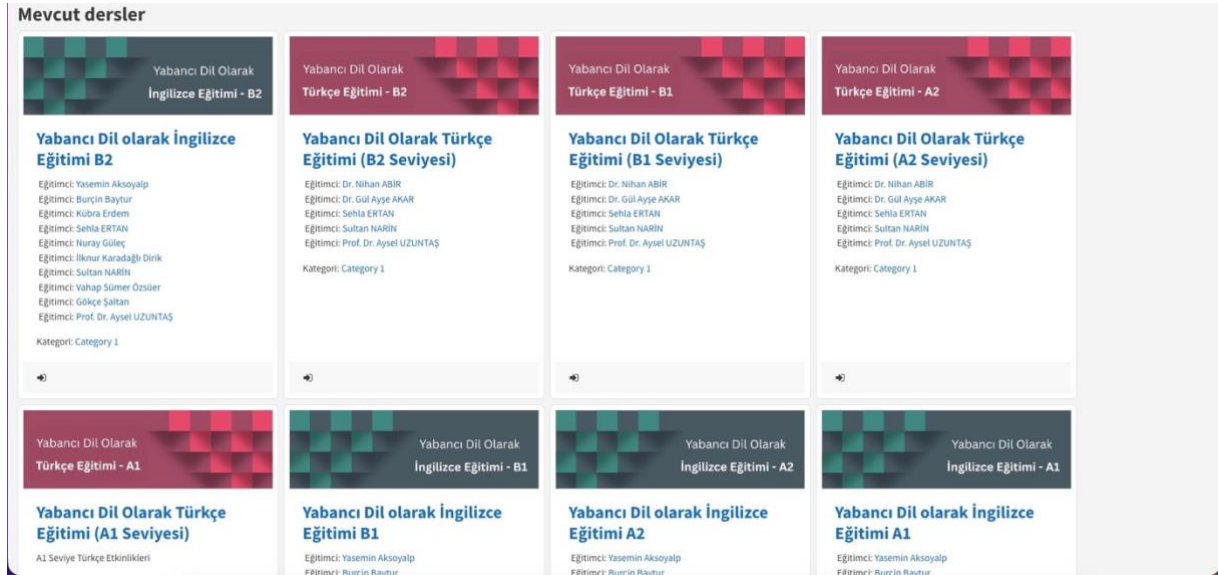 Mevcut dersler
Yabancı Dil Olarak
İngilizce Eğitimi - B2
Yabancı Dil olarak İngilizce
Eğitimi B2
Eğitimci: Yasemin Aksoyalp
Eğitimci: Burçin Baytur
Eğitimci: Kübra Erdem
Eğitimci: Sehla ERTAN
Eğitimci: Nuray Güleç
Eğitimci: İlknur Karadağlı Dirik
Eğitimci: Sultan NARİN
Eğitimci: Vahap Sümer Özsüer
Eğitimci: Gökçe Şaltan
Eğitimci: Prof. Dr. Aysel UZUNTAŞ
Kategori: Category 1
Yabancı Dil Olarak
Türkçe Eğitimi - B2
Yabancı Dil Olarak Türkçe
Eğitimi (B2 Seviyesi)
Eğitimci: Dr. Nihan ABİR
Eğitimci: Dr. Gül Ayşe AKAR
Eğitimci: Sehla ERTAN
Eğitimci: Sultan NARİN
Eğitimci: Prof. Dr. Aysel UZUNTAŞ
Kategori: Category 1
Yabancı Dil Olarak
Türkçe Eğitimi - B1
Yabancı Dil Olarak Türkçe
Eğitimi (B1 Seviyesi)
Eğitimci: Dr. Nihan ABİR
Eğitimci: Dr. Gül Ayşe AKAR
Eğitimci: Sehla ERTAN
Eğitimci: Sultan NARİN
Eğitimci: Prof. Dr. Aysel UZUNTAŞ
Kategori: Category 1
Yabancı Dil Olarak
Türkçe Eğitimi - A2
Yabancı Dil Olarak Türkçe
Eğitimi (A2 Seviyesi)
Eğitimci: Dr. Nihan ABİR
Eğitimci: Dr. Gül Ayşe AKAR
Eğitimci: Sehla ERTAN
Eğitimci: Sultan NARİN
Eğitimci: Prof. Dr. Aysel UZUNTAŞ
Kategori: Category 1
Yabancı Dil Olarak
Türkçe Eğitimi - A1
Yabancı Dil Olarak Türkçe
Eğitimi (A1 Seviyesi)
A1 Seviye Türkçe Etkinlikleri
Yabancı Dil Olarak
İngilizce Eğitimi - B1
Yabancı Dil olarak İngilizce
Eğitimi B1
Eğitimci: Yasemin Aksoyalp
Eğitimci: Burçin Baytur
Yabancı Dil Olarak
İngilizce Eğitimi - A2
Yabancı Dil olarak İngilizce
Eğitimi A2
Eğitimci: Yasemin Aksoyalp
Eğitimci: Burçin Baytur
Yabancı Dil Olarak
İngilizce Eğitimi - A1
Yabancı Dil olarak İngilizce
Eğitimi A1
Eğitimci: Yasemin Aksoyalp
Eğitimci: Burçin Baytur